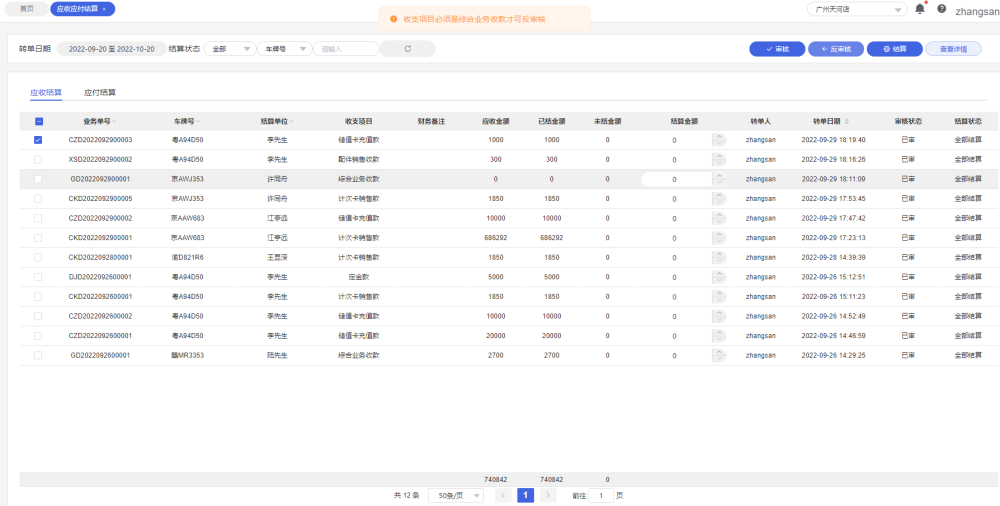 首页 应收应付结算 ×
收支项目必须是综合业务收款才可反审核
广州天河店 zhangsan
转单日期 2022-09-20 至 2022-10-20 结算状态 全部 车牌号 请输入
审核 反审核 结算 查看详情
应收结算 应付结算
业务单号 车牌号 结算单位 收支项目 财务备注 应收金额 已结金额 未结金额 结算金额 转单人 转单日期 审核状态 结算状态
CZD2022092900003 粤A94D50 李先生 储值卡充值款 1000 1000 0 0 zhangsan 2022-09-29 18:19:40 已审 全部结算
XSD2022092900002 粤A94D50 李先生 配件销售收款 300 300 0 0 zhangsan 2022-09-29 18:16:26 已审 全部结算
GD2022092900001 京AWJ353 许同舟 综合业务收款 0 0 0 0 zhangsan 2022-09-29 18:11:09 已审 全部结算
CKD2022092900005 京AWJ353 许同舟 计次卡销售款 1850 1850 0 0 zhangsan 2022-09-29 17:53:45 已审 全部结算
CZD2022092900002 京AAW683 江亭远 储值卡充值款 10000 10000 0 0 zhangsan 2022-09-29 17:47:42 已审 全部结算
CKD2022092900001 京AAW683 江亭远 计次卡销售款 686292 686292 0 0 zhangsan 2022-09-29 17:23:13 已审 全部结算
CKD2022092800001 渝D821R6 王昆深 计次卡销售款 1850 1850 0 0 zhangsan 2022-09-28 14:39:39 已审 全部结算
DJD2022092600001 粤A94D50 李先生 定金款 5000 5000 0 0 zhangsan 2022-09-26 15:12:51 已审 全部结算
CKD2022092600001 粤A94D50 李先生 计次卡销售款 1850 1850 0 0 zhangsan 2022-09-26 15:11:23 已审 全部结算
CZD2022092600002 粤A94D50 李先生 储值卡充值款 10000 10000 0 0 zhangsan 2022-09-26 14:52:49 已审 全部结算
CZD2022092600001 粤A94D50 李先生 储值卡充值款 20000 20000 0 0 zhangsan 2022-09-26 14:46:59 已审 全部结算
GD2022092600001 赣MR3353 陆先生 综合业务收款 2700 2700 0 0 zhangsan 2022-09-26 14:29:25 已审 全部结算
740842 740842 0
共 12 条 50条/页 1 前往 1 页